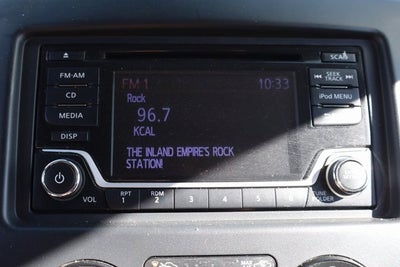 SCAN
FM·AM
FM 1
10:33
SEEK
TRACK
Rock
CD
96.7
iPod MENU
MEDIA
KCAL
DISP
THE INLAND EMPIRE'S ROCK
STATION!
VOL
RPT
1
RDM
2
3
4
5
6
TUNE
FOLDER
MAX